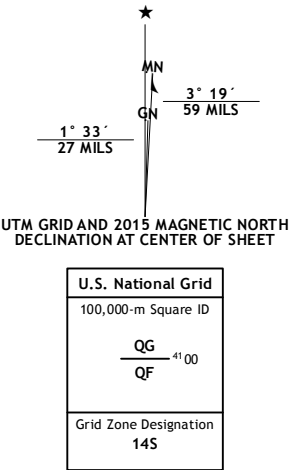 ★
MN
3° 19´
59 MILS
GN
1° 33´
27 MILS
UTM GRID AND 2015 MAGNETIC NORTH
DECLINATION AT CENTER OF SHEET
U.S. National Grid
100,000-m Square ID
QG
4100
QF
Grid Zone Designation
14S